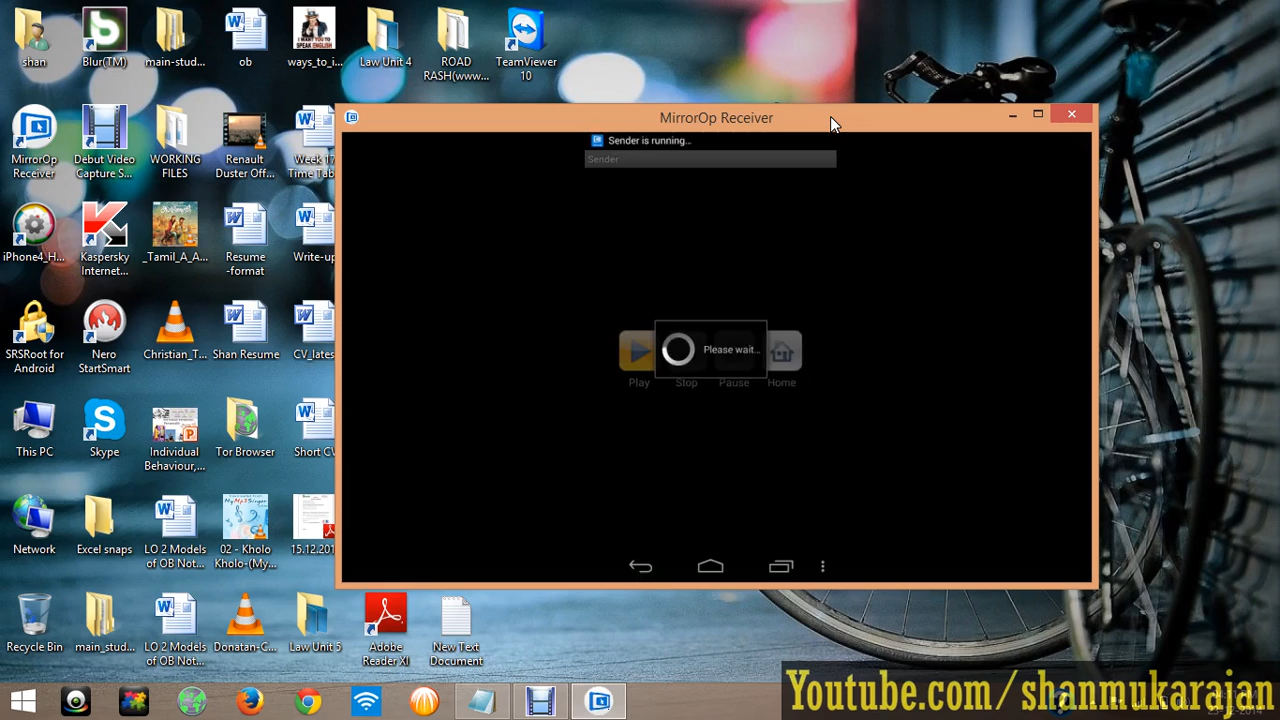 shan
Blur(TM)
main-stud...
ob
ways_to_i...
Law Unit 4
ROAD
RASH(www...
TeamViewer
10
MirrorOp
Receiver
Debut Video
Capture S...
WORKING
FILES
Renault
Duster Off...
Week 17
Time Tab
MirrorOp Receiver
Sender is running...
Sender
iPhone4_H...
Kaspersky
Internet...
_Tamil_A_A...
Resume
-format
Write-up
SRSRoot for
Android
Nero
StartSmart
Christian_T...
Shan Resume
CV_lates
Please wait...
Play
Stop
Pause
Home
This PC
Skype
Individual
Behaviour,...
Tor Browser
Short CV
Network
Excel snaps
LO 2 Models
of OB Not...
02 - Kholo
Kholo-(My...
15.12.201
Recycle Bin
main_stud...
LO 2 Models
of OB Not...
Donatan-C...
Law Unit 5
Adobe
Reader XI
New Text
Document
Youtube.com/shanmukarajan